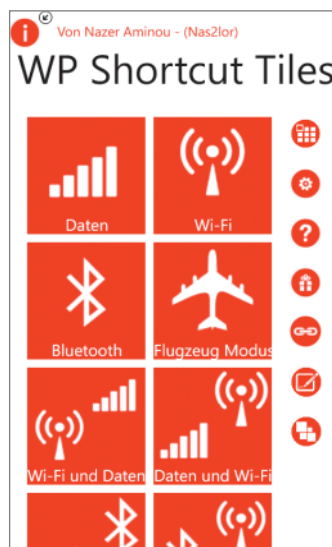 Von Nazer Aminou - (Nas2lor)
WP Shortcut Tiles
Daten
Wi-Fi
Bluetooth
Flugzeug Modus
Wi-Fi und Daten
Daten und Wi-Fi